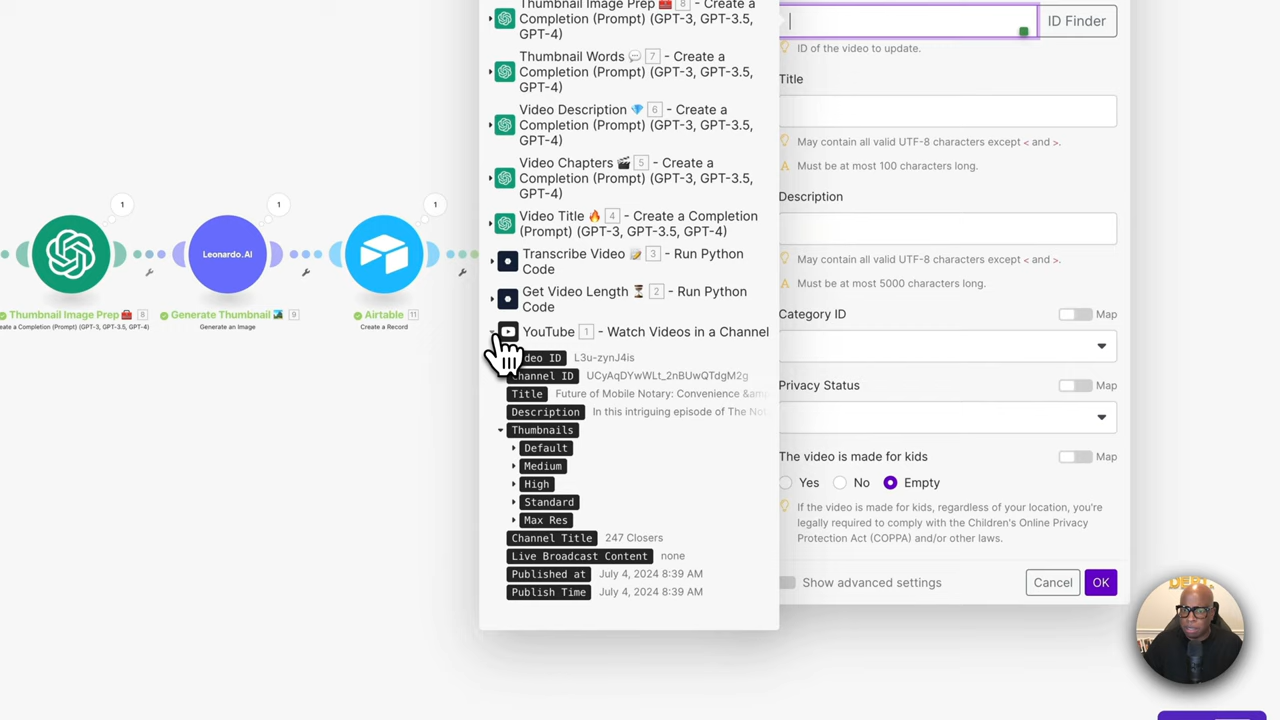 Thumbnail Image Prep 🧰 8 - Create a
Completion (Prompt) (GPT-3, GPT-3.5,
GPT-4)
Thumbnail Words 💬 7 - Create a
Completion (Prompt) (GPT-3, GPT-3.5,
GPT-4)
Video Description 💎 6 - Create a
Completion (Prompt) (GPT-3, GPT-3.5,
GPT-4)
Video Chapters 🎬 5 - Create a
Completion (Prompt) (GPT-3, GPT-3.5,
GPT-4)
Video Title 🔥 4 - Create a Completion
(Prompt) (GPT-3, GPT-3.5, GPT-4)
Transcribe Video 📝 3 - Run Python
Code
Get Video Length ⏳ 2 - Run Python
Code
YouTube 1 - Watch Videos in a Channel
deo ID L3u-zynJ4is
Channel ID UCyAqDYwWLt_2nBUwQTdgM2g
Title Future of Mobile Notary: Convenience &am
Description In this intriguing episode of The Not
Thumbnails
Default
Medium
High
Standard
Max Res
Channel Title 247 Closers
Live Broadcast Content none
Published at July 4, 2024 8:39 AM
Publish Time July 4, 2024 8:39 AM
ID Finder
ID of the video to update.
Title
May contain all valid UTF-8 characters except < and >.
Must be at most 100 characters long.
Description
May contain all valid UTF-8 characters except < and >.
Must be at most 5000 characters long.
Category ID Map
Privacy Status Map
The video is made for kids Map
Yes No Empty
If the video is made for kids, regardless of your location, you're
legally required to comply with the Children's Online Privacy
Protection Act (COPPA) and/or other laws.
Show advanced settings Cancel OK
1
1
1
Leonardo.AI
Thumbnail Image Prep 🧰 8
eate a Completion (Prompt) (GPT-3, GPT-3.5, GPT-4)
Generate Thumbnail 🏞️ 9
Generate an Image
Airtable 11
Create a Record
DEPT.